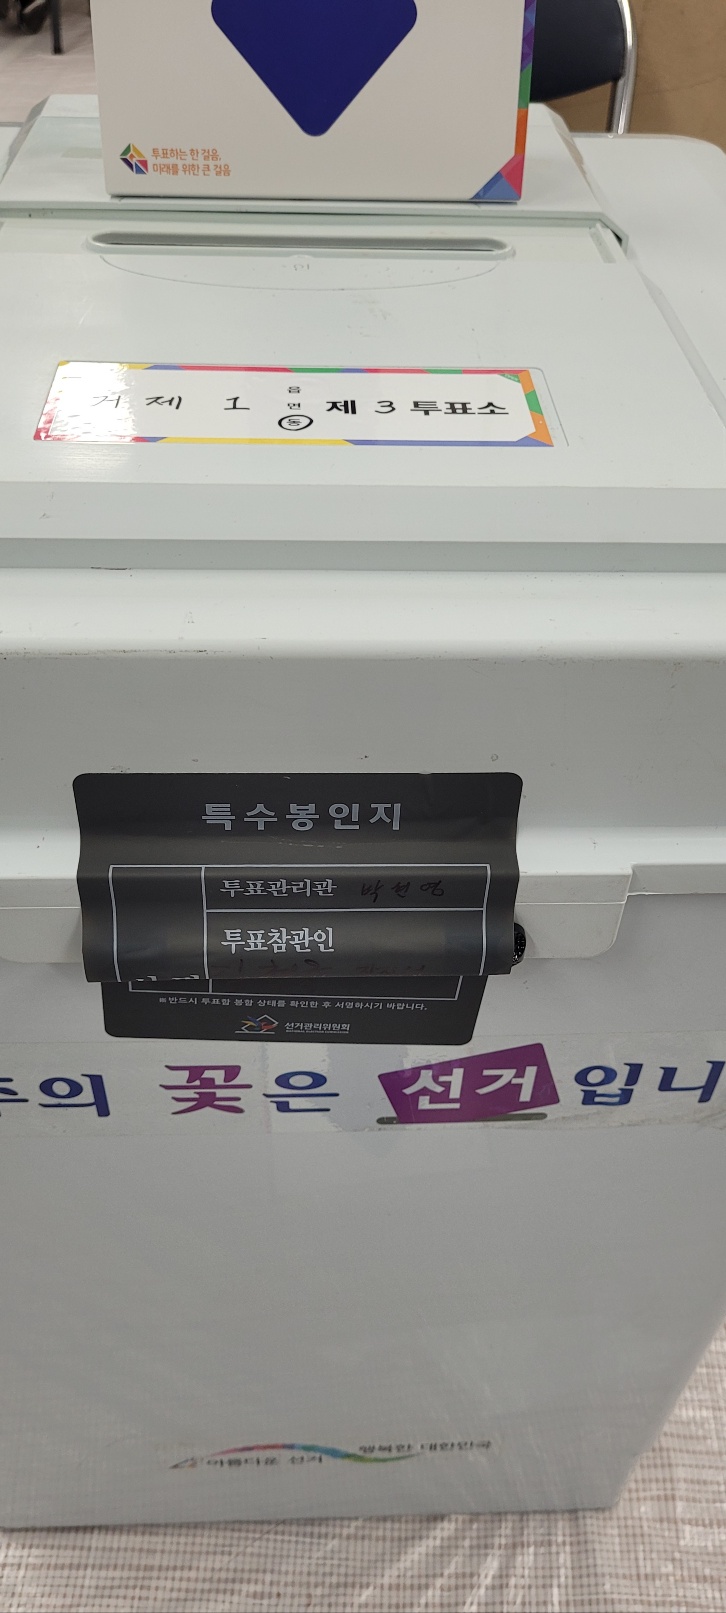 투표하는 한 걸음,
미래를 위한 큰 걸음
거제 1 읍 면 동 제 3 투표소
특수봉인지
투표관리관 박현영
투표참관인
※반드시 투표함 봉함 상태를 확인한 후 서명하시기 바랍니다.
선거관리위원회
주의 꽃은 선거입니
아름다운 선거 행복한 대한민국